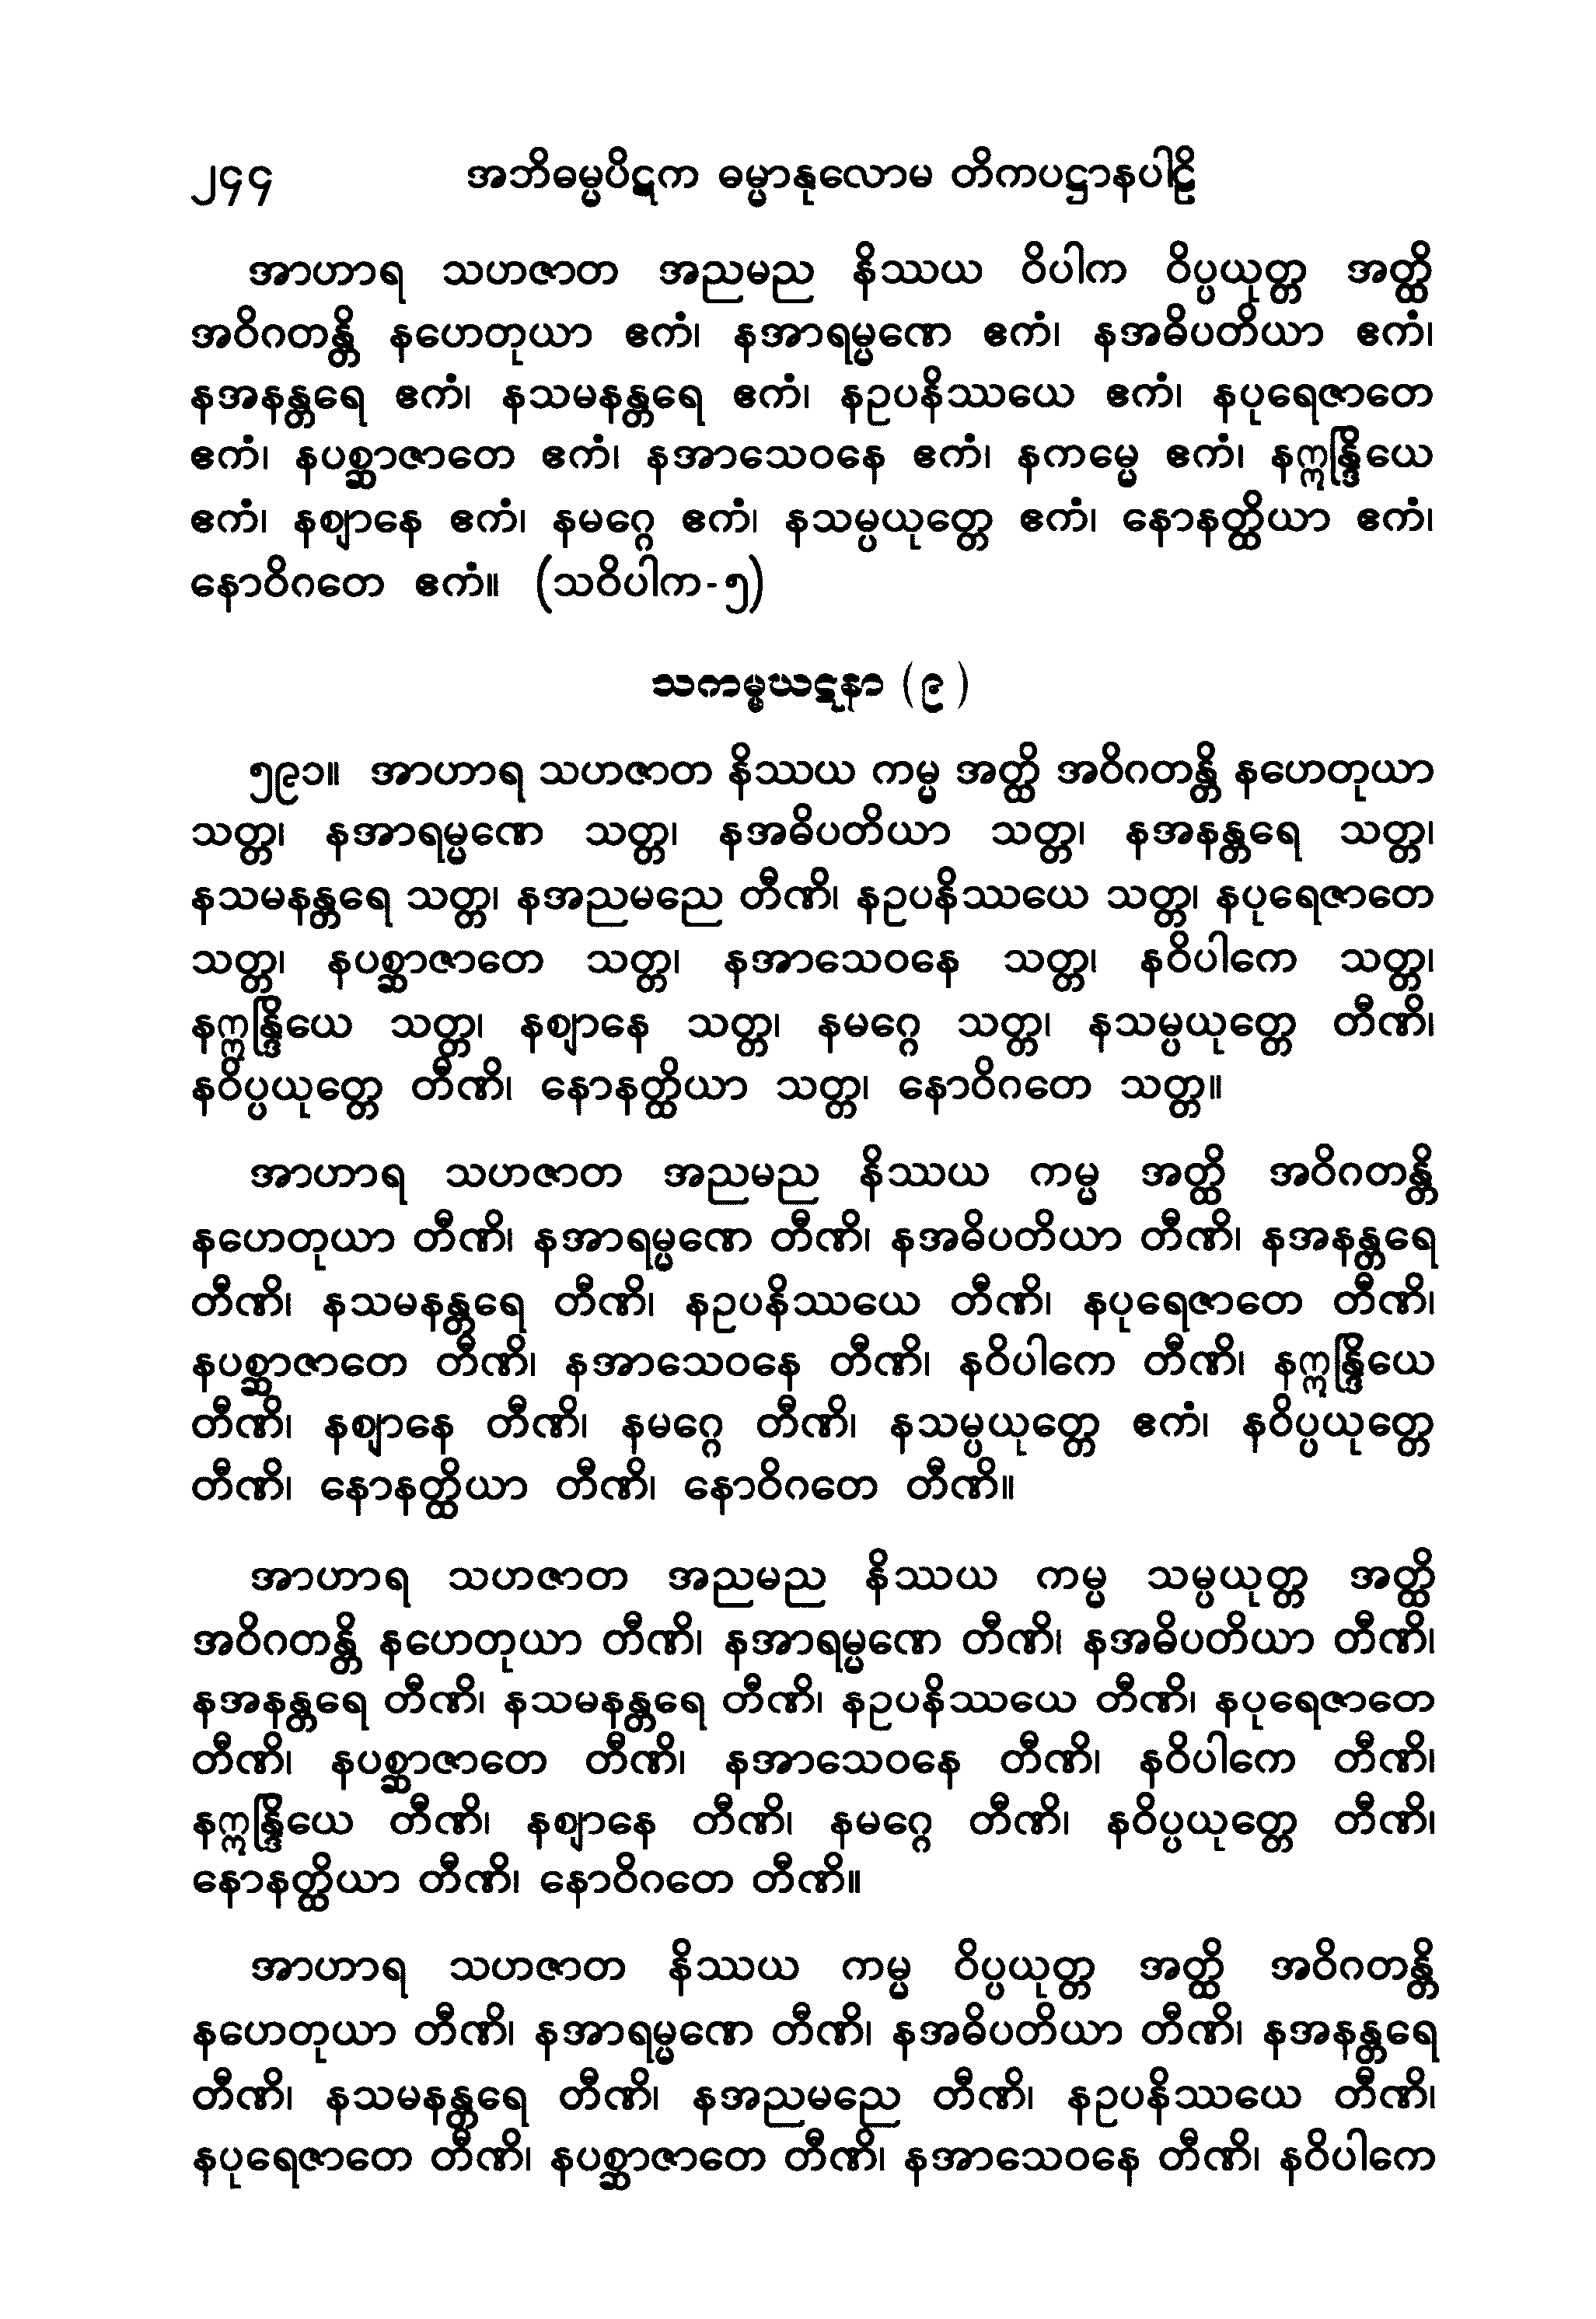 ၂၄၄ အဘိဓမ္မပိဋက ဓမ္မာနုလောမ တိကပဋ္ဌာနပါဠိ
အာဟာရ သဟဇာတ အညမည နိဿယ ဝိပါက ဝိပ္ပယုတ္တ အတ္ထိ
အဝိဂတန္တိ နဟေတုယာ ဧကံ၊ နအာရမ္မဏေ ဧကံ၊ နအဓိပတိယာ ဧကံ၊
နအနန္တရေ ဧကံ၊ နသမနန္တရေ ဧကံ၊ နဥပနိဿယေ ဧကံ၊ နပုရေဇာတေ
ဧကံ၊ နပစ္ဆာဇာတေ ဧကံ၊ နအာသေဝနေ ဧကံ၊ နကမ္မေ ဧကံ၊ နဣန္ဒြိယေ
ဧကံ၊ နဈာနေ ဧကံ၊ နမဂ္ဂေ ဧကံ၊ နသမ္ပယုတ္တေ ဧကံ၊ နောနတ္ထိယာ ဧကံ၊
နောဝိဂတေ ဧကံ။ (သဝိပါက-၅)
သကမ္မဃဋနာ (၉)
၅၉၁။ အာဟာရ သဟဇာတ နိဿယ ကမ္မ အတ္ထိ အဝိဂတန္တိ နဟေတုယာ
သတ္တ၊ နအာရမ္မဏေ သတ္တ၊ နအဓိပတိယာ သတ္တ၊ နအနန္တရေ သတ္တ၊
နသမနန္တရေ သတ္တ၊ နအညမညေ တီဏိ၊ နဥပနိဿယေ သတ္တ၊ နပုရေဇာတေ
သတ္တ၊ နပစ္ဆာဇာတေ သတ္တ၊ နအာသေဝနေ သတ္တ၊ နဝိပါကေ သတ္တ၊
နဣန္ဒြိယေ သတ္တ၊ နဈာနေ သတ္တ၊ နမဂ္ဂေ သတ္တ၊ နသမ္ပယုတ္တေ တီဏိ၊
နဝိပ္ပယုတ္တေ တီဏိ၊ နောနတ္ထိယာ သတ္တ၊ နောဝိဂတေ သတ္တ။
အာဟာရ သဟဇာတ အညမည နိဿယ ကမ္မ အတ္ထိ အဝိဂတန္တိ
နဟေတုယာ တီဏိ၊ နအာရမ္မဏေ တီဏိ၊ နအဓိပတိယာ တီဏိ၊ နအနန္တရေ
တီဏိ၊ နသမနန္တရေ တီဏိ၊ နဥပနိဿယေ တီဏိ၊ နပုရေဇာတေ တီဏိ၊
နပစ္ဆာဇာတေ တီဏိ၊ နအာသေဝနေ တီဏိ၊ နဝိပါကေ တီဏိ၊ နဣန္ဒြိယေ
တီဏိ၊ နဈာနေ တီဏိ၊ နမဂ္ဂေ တီဏိ၊ နသမ္ပယုတ္တေ ဧကံ၊ နဝိပ္ပယုတ္တေ
တီဏိ၊ နောနတ္ထိယာ တီဏိ၊ နောဝိဂတေ တီဏိ။
အာဟာရ သဟဇာတ အညမည နိဿယ ကမ္မ သမ္ပယုတ္တ အတ္ထိ
အဝိဂတန္တိ နဟေတုယာ တီဏိ၊ နအာရမ္မဏေ တီဏိ၊ နအဓိပတိယာ တီဏိ၊
နအနန္တရေ တီဏိ၊ နသမနန္တရေ တီဏိ၊ နဥပနိဿယေ တီဏိ၊ နပုရေဇာတေ
တီဏိ၊ နပစ္ဆာဇာတေ တီဏိ၊ နအာသေဝနေ တီဏိ၊ နဝိပါကေ တီဏိ၊
နဣန္ဒြိယေ တီဏိ၊ နဈာနေ တီဏိ၊ နမဂ္ဂေ တီဏိ၊ နဝိပ္ပယုတ္တေ တီဏိ၊
နောနတ္ထိယာ တီဏိ၊ နောဝိဂတေ တီဏိ။
အာဟာရ သဟဇာတ နိဿယ ကမ္မ ဝိပ္ပယုတ္တ အတ္ထိ အဝိဂတန္တိ
နဟေတုယာ တီဏိ၊ နအာရမ္မဏေ တီဏိ၊ နအဓိပတိယာ တီဏိ၊ နအနန္တရေ
တီဏိ၊ နသမနန္တရေ တီဏိ၊ နအညမညေ တီဏိ၊ နဥပနိဿယေ တီဏိ၊
နပုရေဇာတေ တီဏိ၊ နပစ္ဆာဇာတေ တီဏိ၊ နအာသေဝနေ တီဏိ၊ နဝိပါကေ